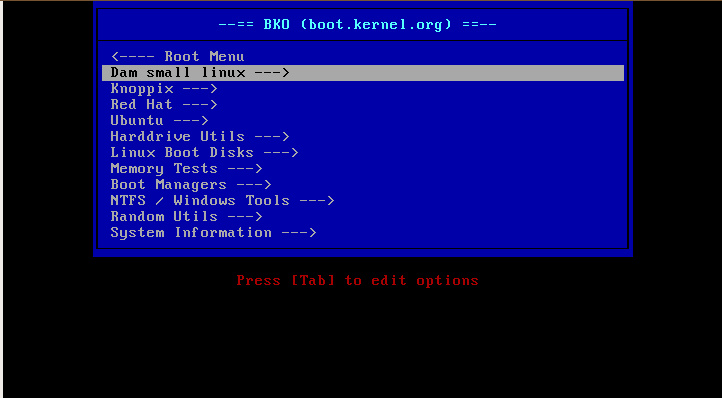 --== BKO (boot.kernel.org) ==--
<---- Root Menu
Dam small linux --->
Knoppix --->
Red Hat --->
Ubuntu --->
Harddrive Utils --->
Linux Boot Disks --->
Memory Tests --->
Boot Managers --->
NTFS / Windows Tools --->
Random Utils --->
System Information --->
Press [Tab] to edit options